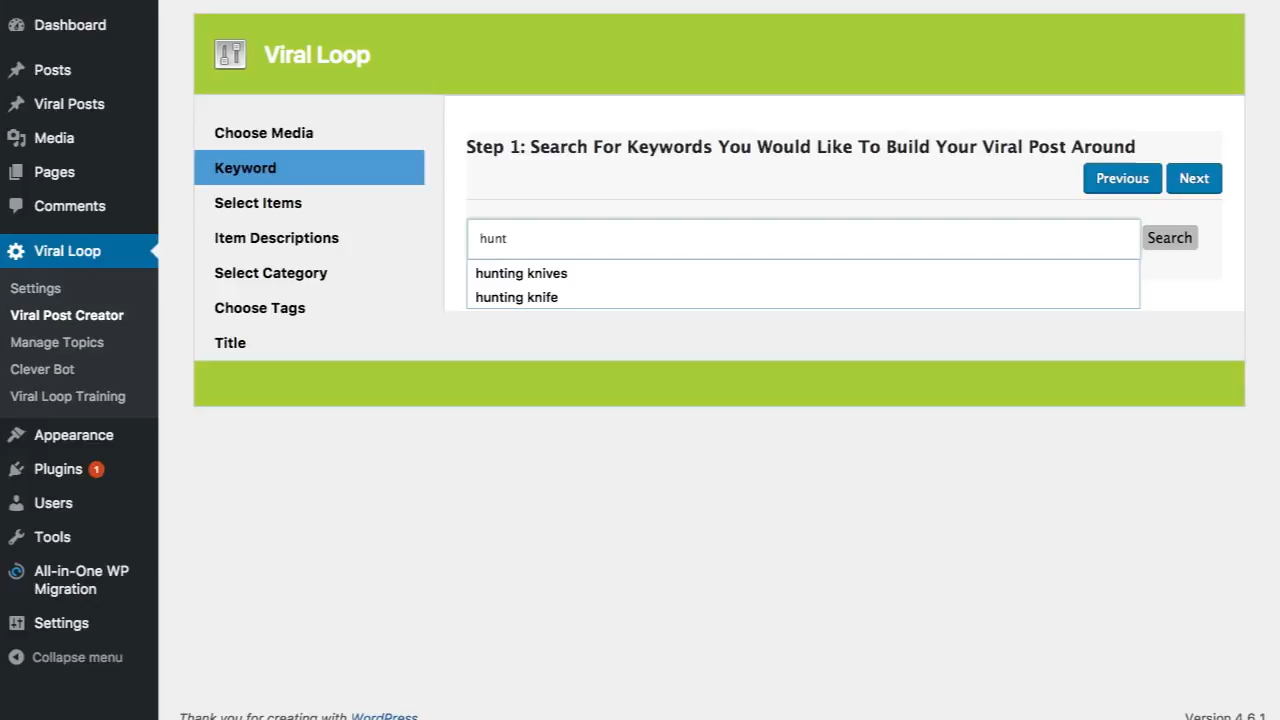 Dashboard
Posts
Viral Posts
Media
Pages
Comments
Viral Loop
Settings
Viral Post Creator
Manage Topics
Clever Bot
Viral Loop Training
Appearance
Plugins 1
Users
Tools
All-in-One WP
Migration
Settings
Collapse menu
Viral Loop
Choose Media
Keyword
Select Items
Item Descriptions
Select Category
Choose Tags
Title
Step 1: Search For Keywords You Would Like To Build Your Viral Post Around
Previous Next
hunt Search
hunting knives
hunting knife
Thank you for creating with WordPress
Version 4.6.1